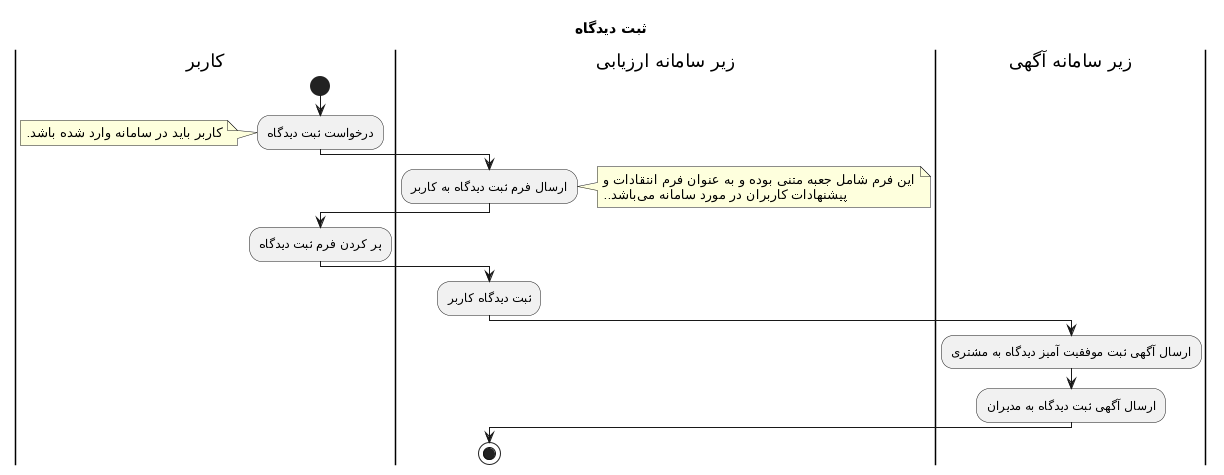 ثبت دیدگاه
کاربر
زیر سامانه ارزیابی
زیر سامانه آگهی
درخواست ثبت دیدگاه
کاربر باید در سامانه وارد شده باشد.
ارسال فرم ثبت دیدگاه به کاربر
این فرم شامل جعبه متنی بوده و به عنوان فرم انتقادات و
پیشنهادات کاربران در مورد سامانه می‌باشد..
پر کردن فرم ثبت دیدگاه
ثبت دیدگاه کاربر
ارسال آگهی ثبت موفقیت آمیز دیدگاه به مشتری
ارسال آگهی ثبت دیدگاه به مدیران